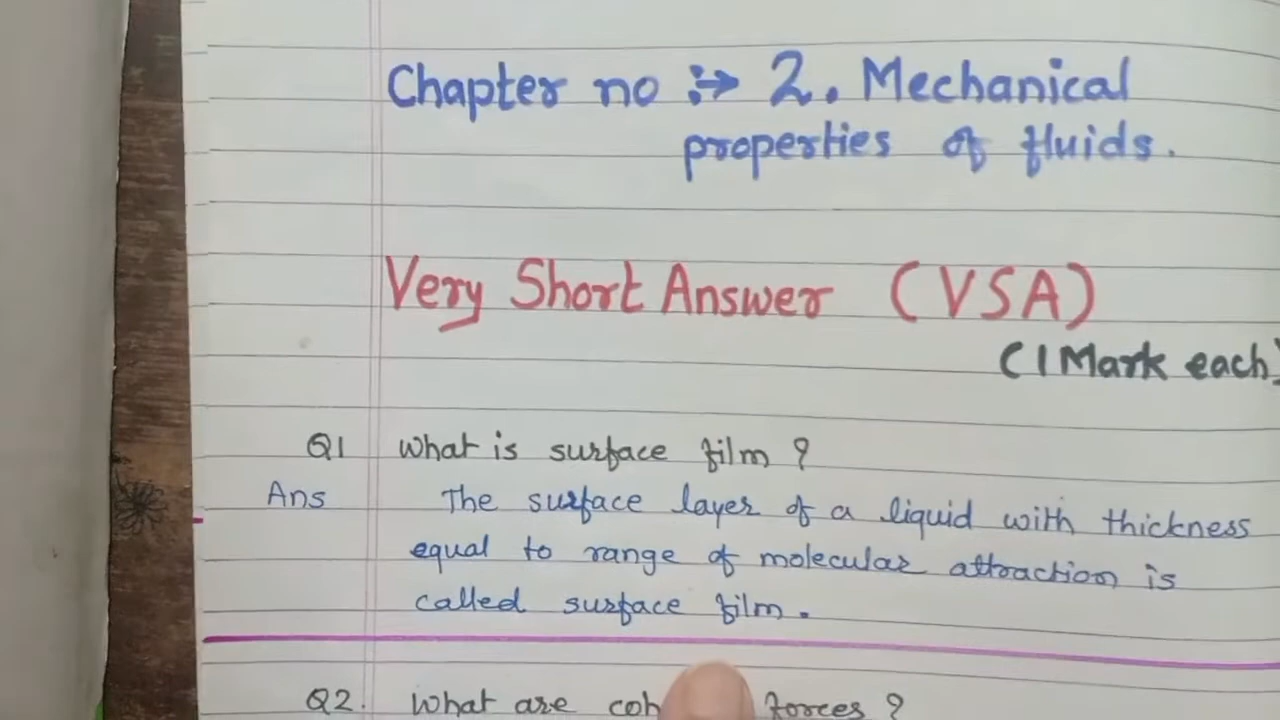 Chapter no :→ 2. Mechanical
properties of fluids.
Very Short Answer (VSA)
(1 Mark each)
Q1 What is surface film ?
Ans The surface layer of a liquid with thickness
equal to range of molecular attraction is
called surface film.
Q2. What are forces ?